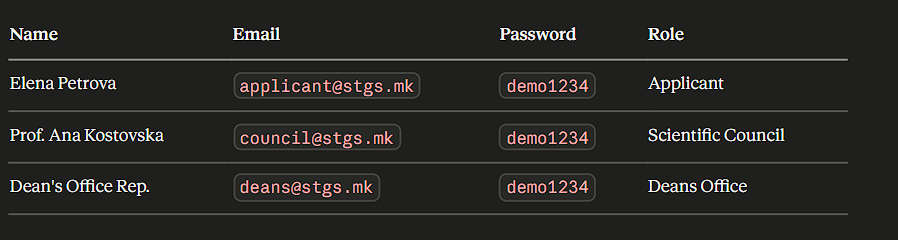 Name Email Password Role
Elena Petrova applicant@stgs.mk demo1234 Applicant
Prof. Ana Kostovska council@stgs.mk demo1234 Scientific Council
Dean's Office Rep. deans@stgs.mk demo1234 Deans Office